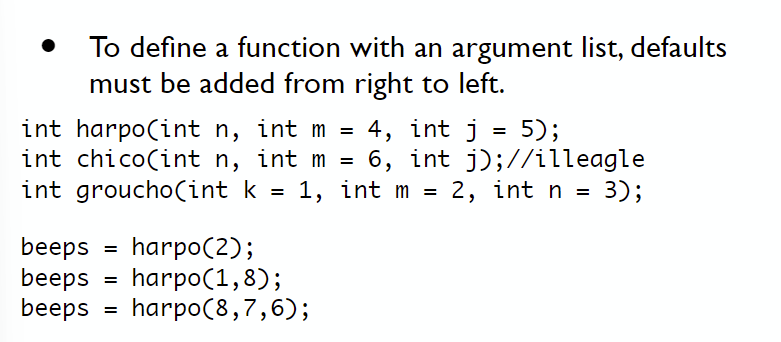 • To define a function with an argument list, defaults
must be added from right to left.
int harpo(int n, int m = 4, int j = 5);
int chico(int n, int m = 6, int j);//illeagle
int groucho(int k = 1, int m = 2, int n = 3);
beeps = harpo(2);
beeps = harpo(1,8);
beeps = harpo(8,7,6);